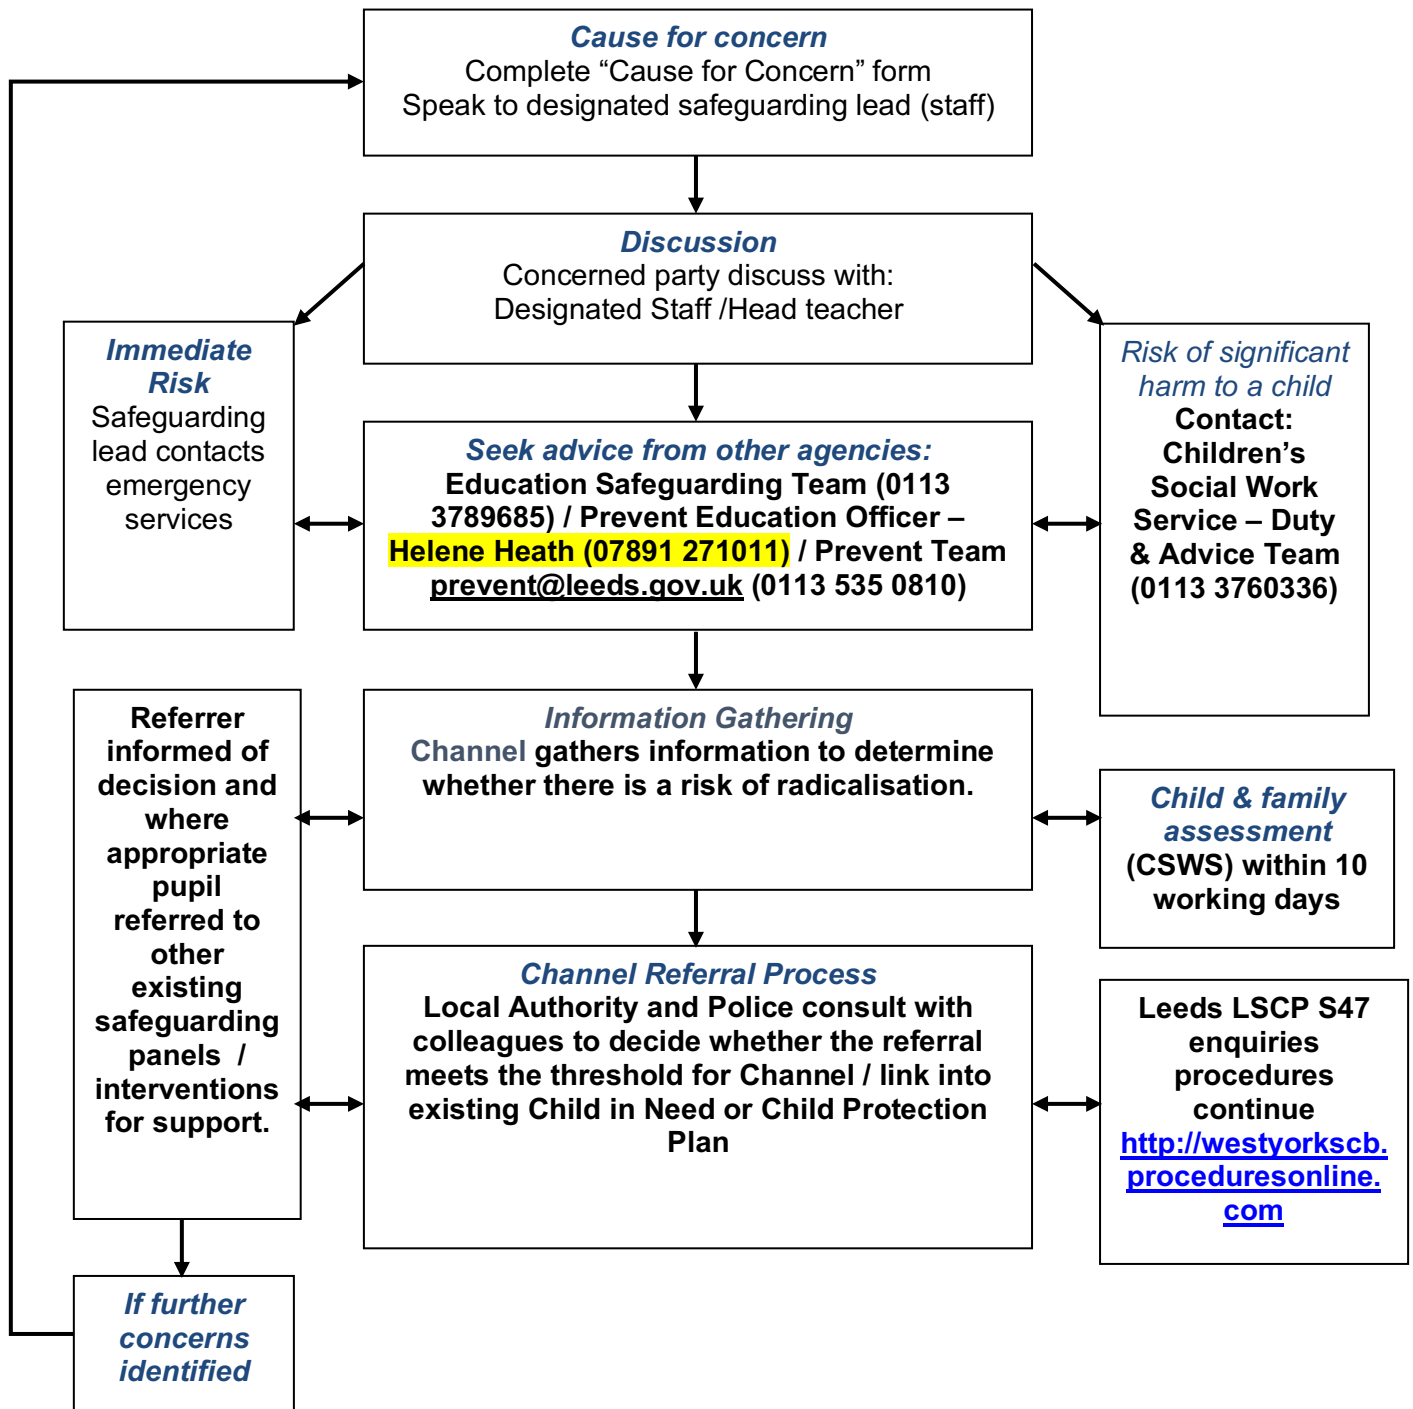 Cause for concern
Complete “Cause for Concern” form
Speak to designated safeguarding lead (staff)
Discussion
Concerned party discuss with:
Designated Staff /Head teacher
Immediate
Risk
Safeguarding
lead contacts
emergency
services
Seek advice from other agencies:
Education Safeguarding Team (0113
3789685) / Prevent Education Officer –
Helene Heath (07891 271011) / Prevent Team
prevent@leeds.gov.uk (0113 535 0810)
Risk of significant
harm to a child
Contact:
Children’s
Social Work
Service – Duty
& Advice Team
(0113 3760336)
Referrer
informed of
decision and
where
appropriate
pupil
referred to
other
existing
safeguarding
panels /
interventions
for support.
Information Gathering
Channel gathers information to determine
whether there is a risk of radicalisation.
Child & family
assessment
(CSWS) within 10
working days
Channel Referral Process
Local Authority and Police consult with
colleagues to decide whether the referral
meets the threshold for Channel / link into
existing Child in Need or Child Protection
Plan
Leeds LSCP S47
enquiries
procedures
continue
http://westyorkscb.
proceduresonline.
com
If further
concerns
identified